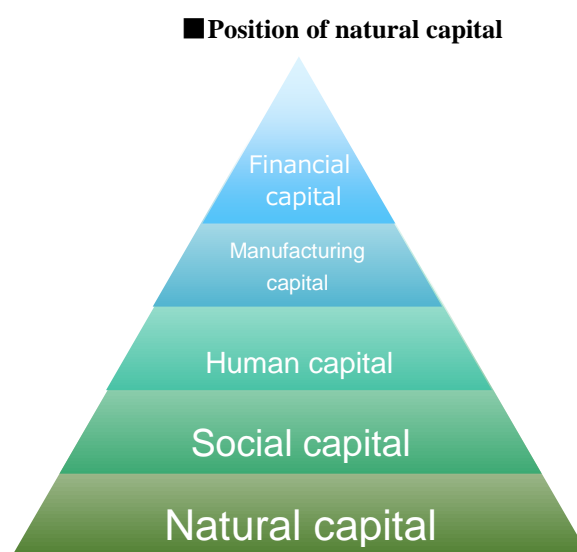 ■Position of natural capital
Financial
capital
Manufacturing
capital
Human capital
Social capital
Natural capital